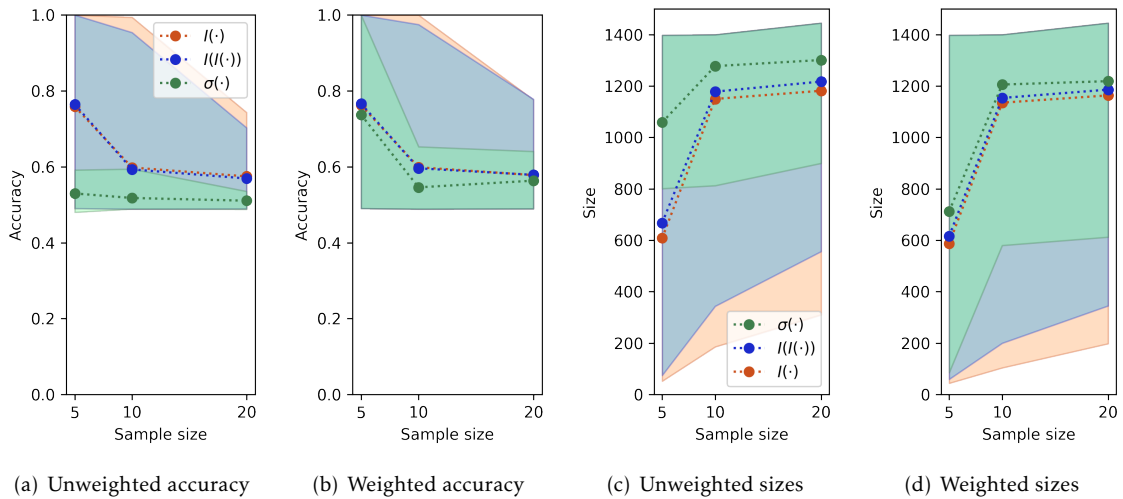 1.0
0.8
0.6
0.4
0.2
0.0
Accuracy
I(·)
I(I(·))
σ(·)
5 10 20
Sample size
(a) Unweighted accuracy
1.0
0.8
0.6
0.4
0.2
0.0
Accuracy
5 10 20
Sample size
(b) Weighted accuracy
1400
1200
1000
800
600
400
200
0
Size
σ(·)
I(I(·))
I(·)
5 10 20
Sample size
(c) Unweighted sizes
1400
1200
1000
800
600
400
200
0
Size
5 10 20
Sample size
(d) Weighted sizes